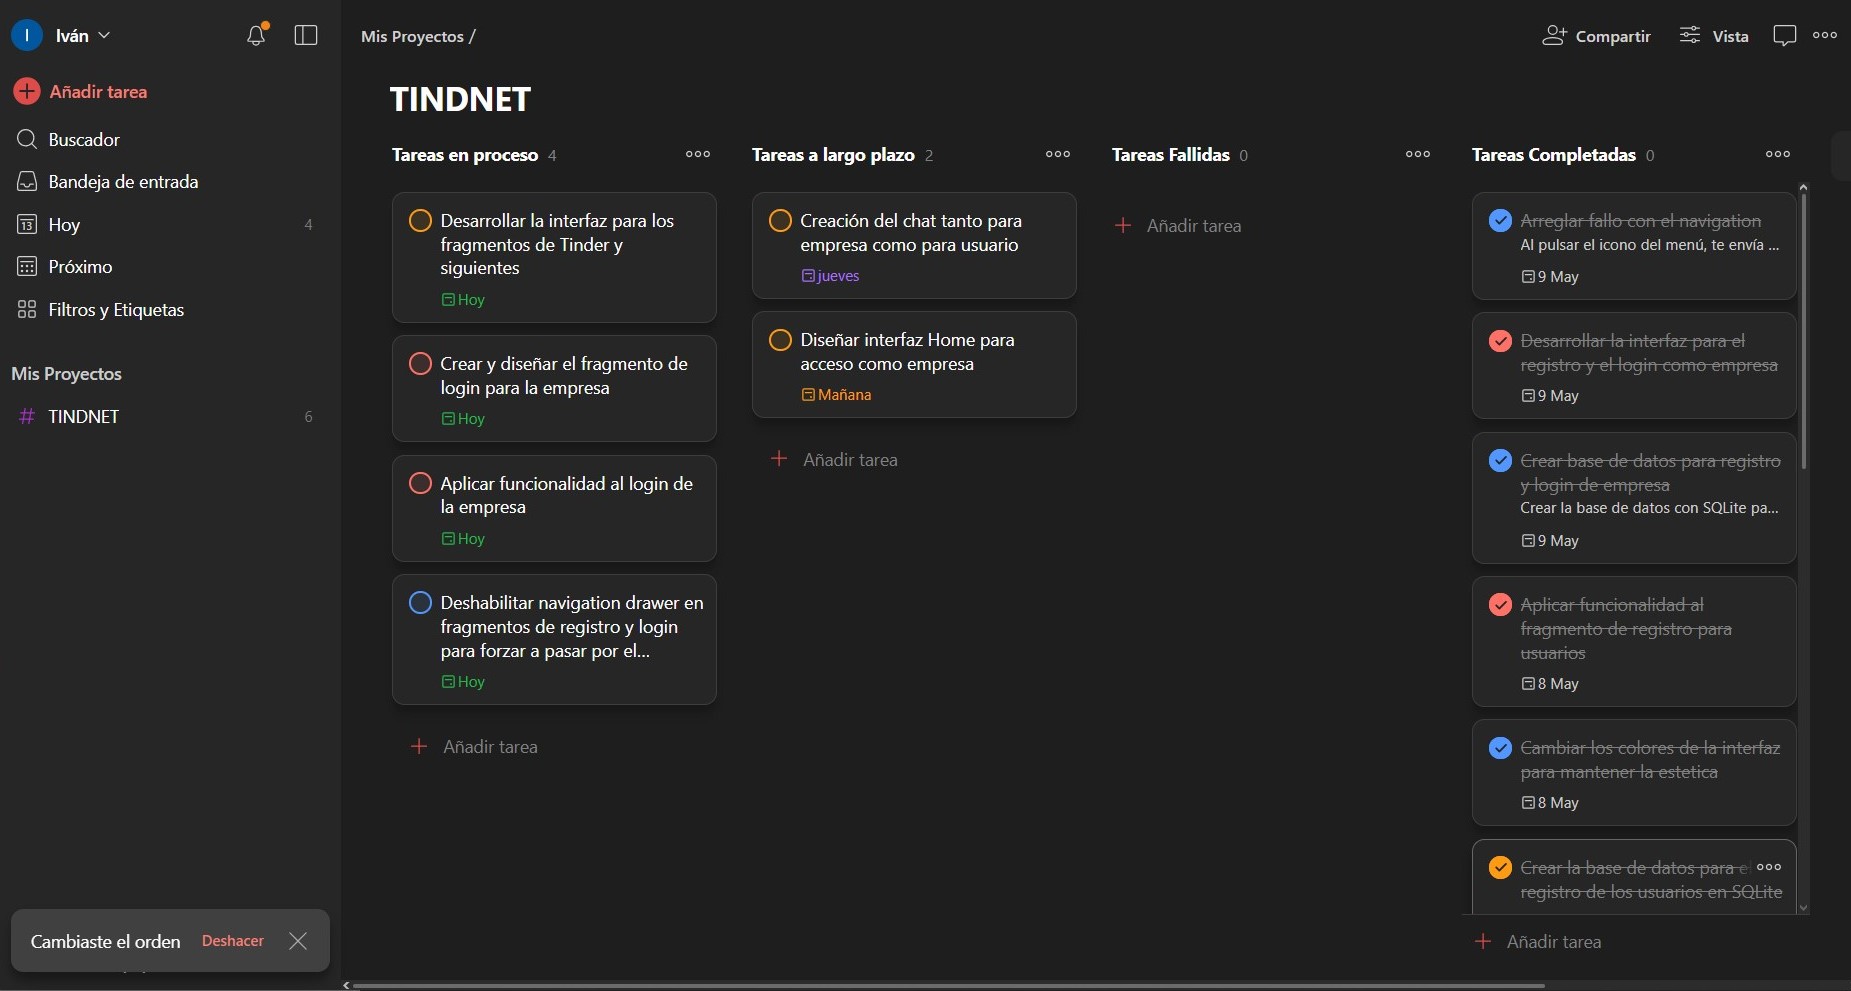 I Iván
Añadir tarea
Buscador
Bandeja de entrada
13 Hoy 4
Próximo
Filtros y Etiquetas
Mis Proyectos
# TINDNET 6
Cambiaste el orden Deshacer
Mis Proyectos /
Compartir Vista
TINDNET
Tareas en proceso 4
Desarrollar la interfaz para los
fragmentos de Tinder y
siguientes
Hoy
Crear y diseñar el fragmento de
login para la empresa
Hoy
Aplicar funcionalidad al login de
la empresa
Hoy
Deshabilitar navigation drawer en
fragmentos de registro y login
para forzar a pasar por el...
Hoy
Añadir tarea
Tareas a largo plazo 2
Creación del chat tanto para
empresa como para usuario
jueves
Diseñar interfaz Home para
acceso como empresa
Mañana
Añadir tarea
Tareas Fallidas 0
Añadir tarea
Tareas Completadas 0
Arreglar fallo con el navigation
Al pulsar el icono del menú, te envía ...
9 May
Desarrollar la interfaz para el
registro y el login como empresa
9 May
Crear base de datos para registro
y login de empresa
Crear la base de datos con SQLite pa...
9 May
Aplicar funcionalidad al
fragmento de registro para
usuarios
8 May
Cambiar los colores de la interfaz
para mantener la estetica
8 May
Crear la base de datos para el
registro de los usuarios en SQLite
Añadir tarea